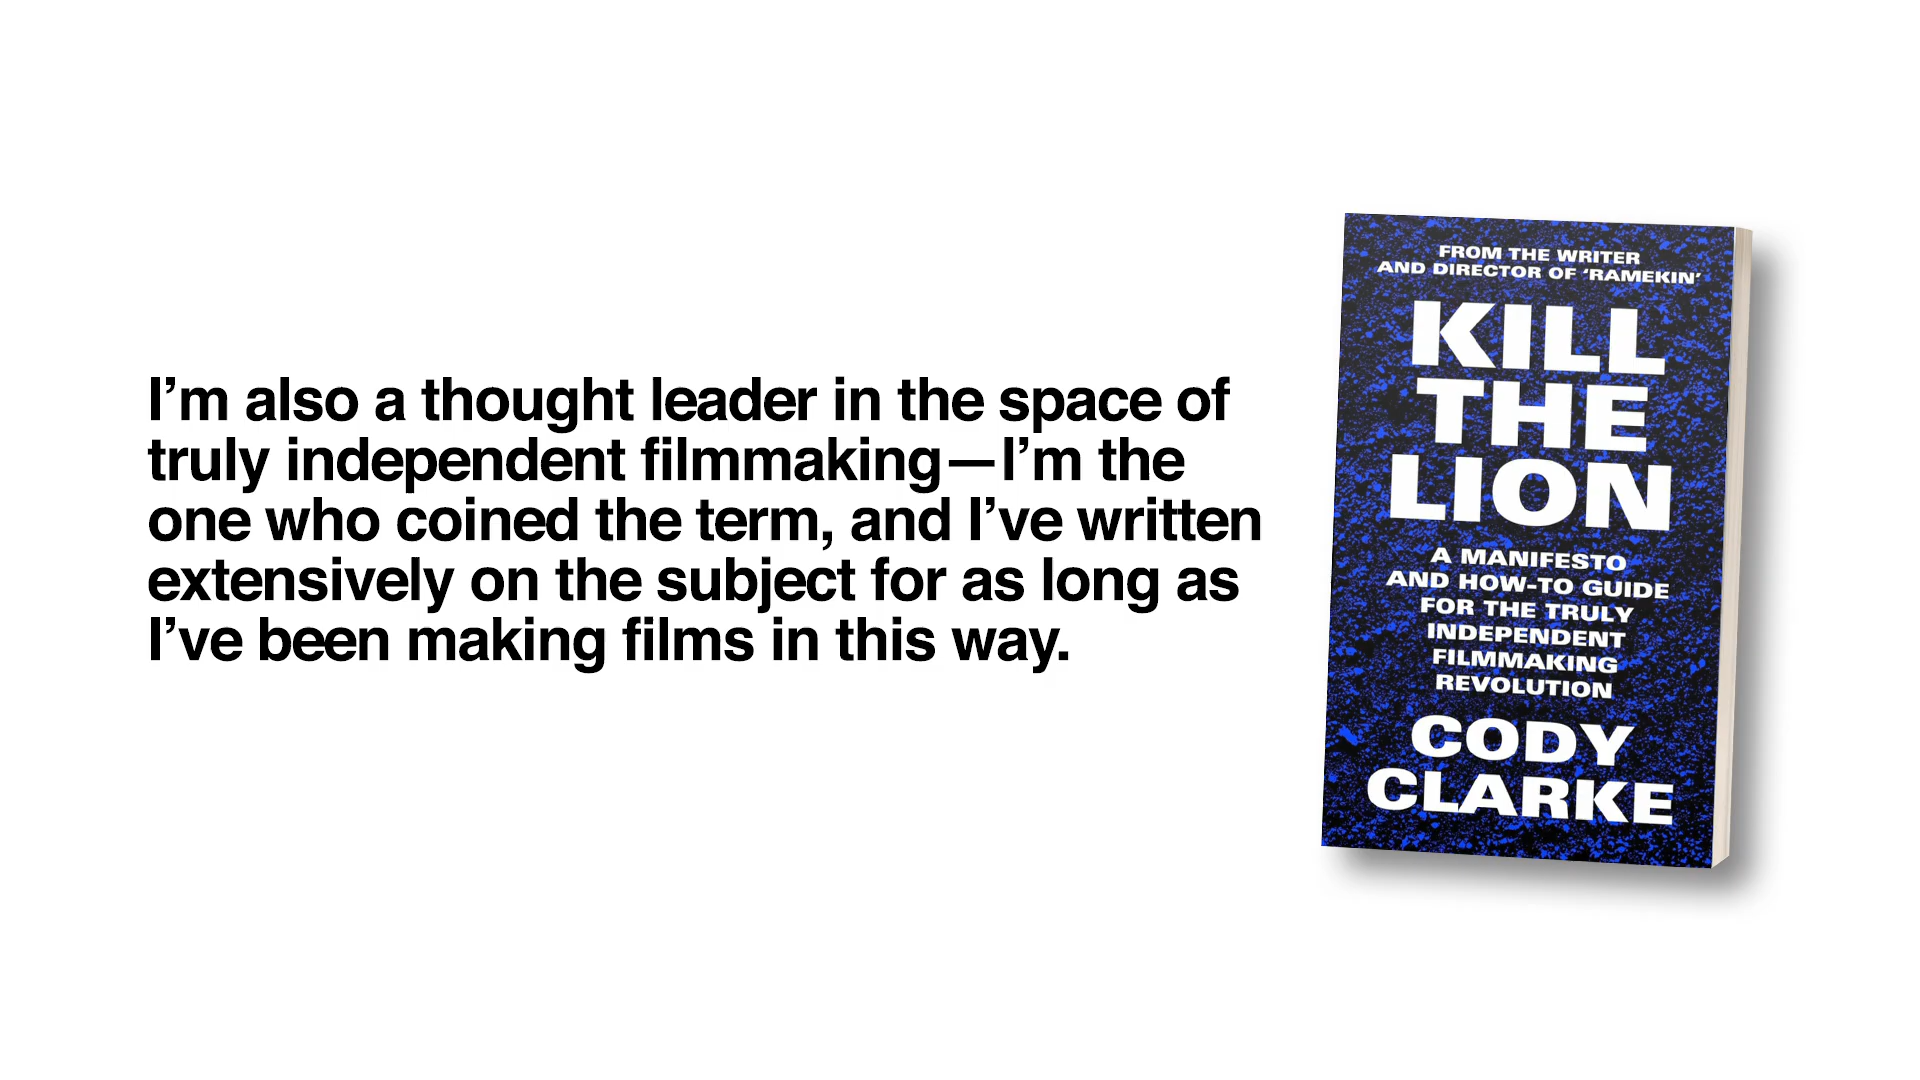 I’m also a thought leader in the space of
truly independent filmmaking—I’m the
one who coined the term, and I’ve written
extensively on the subject for as long as
I’ve been making films in this way.
FROM THE WRITER
AND DIRECTOR OF ‘RAMEKIN’
KILL
THE
LION
A MANIFESTO
AND HOW-TO GUIDE
FOR THE TRULY
INDEPENDENT
FILMMAKING
REVOLUTION
CODY
CLARKE